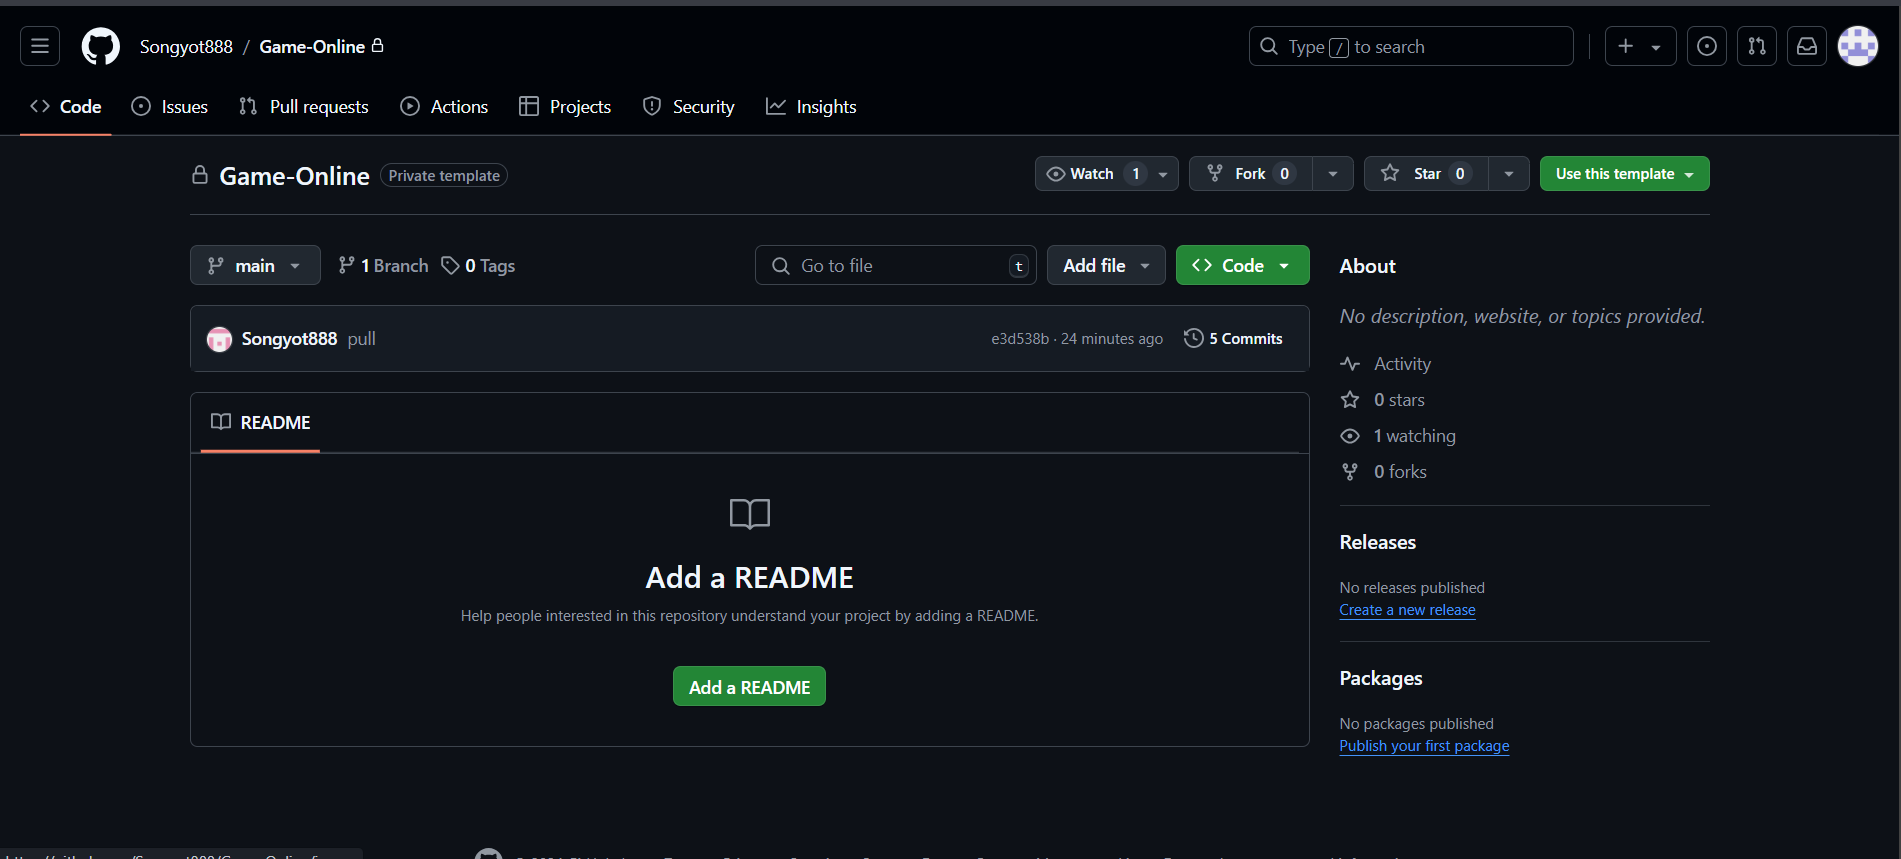 Songyot888 / Game-Online
Type / to search
Code Issues Pull requests Actions Projects Security Insights
Game-Online Private template
Watch 1 Fork 0 Star 0 Use this template
main 1 Branch 0 Tags Go to file t Add file Code
Songyot888 pull e3d538b · 24 minutes ago 5 Commits
README
Add a README
Help people interested in this repository understand your project by adding a README.
Add a README
About
No description, website, or topics provided.
Activity
0 stars
1 watching
0 forks
Releases
No releases published
Create a new release
Packages
No packages published
Publish your first package